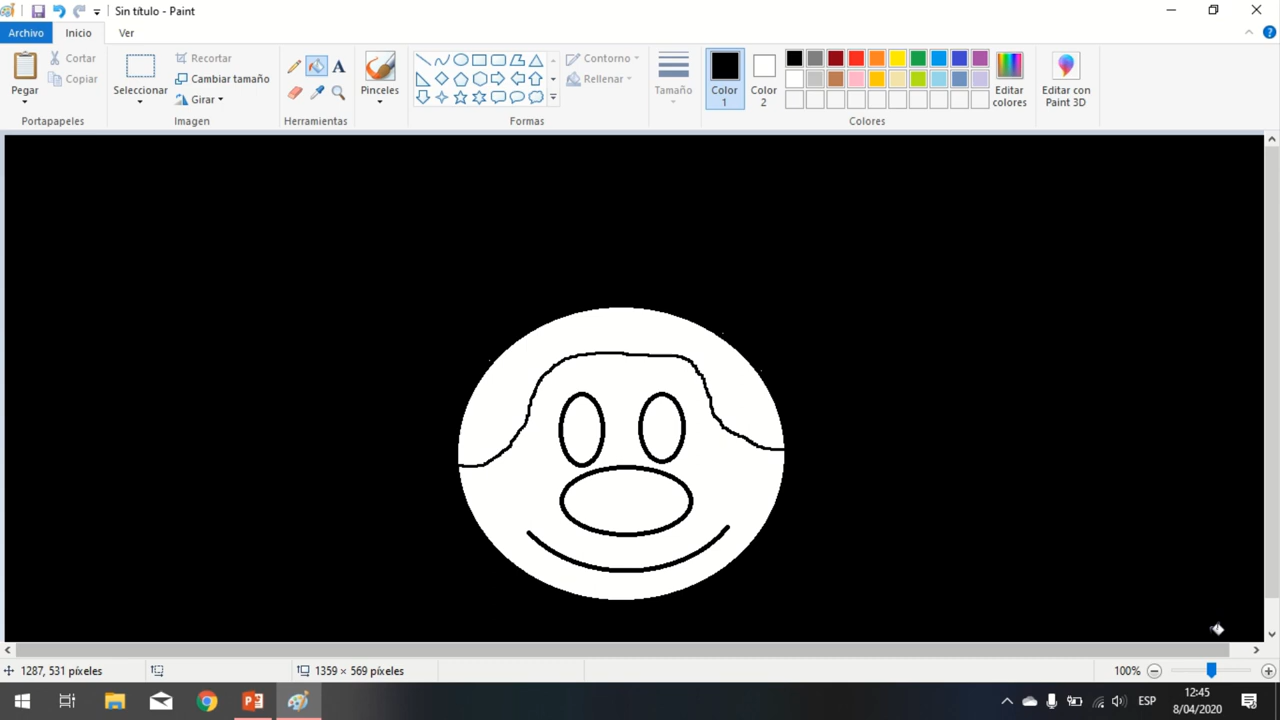 Sin título - Paint
Archivo Inicio Ver
Pegar
Cortar
Copiar
Portapapeles
Seleccionar
Recortar
Cambiar tamaño
Girar
Imagen
A
Herramientas
Pinceles
Contorno
Rellenar
Formas
Tamaño
Color
1
Color
2
Editar
colores
Colores
Editar con
Paint 3D
1287, 531 píxeles
1359 × 569 píxeles
100%
ESP
12:45
8/04/2020